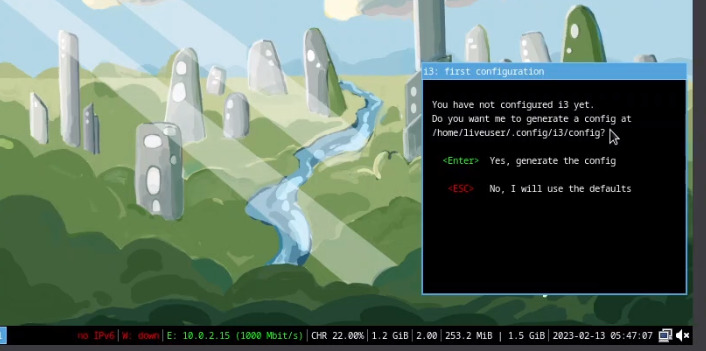 i3: first configuration
You have not configured i3 yet.
Do you want me to generate a config at
/home/liveuser/.config/i3/config?
<Enter> Yes, generate the config
<ESC> No, I will use the defaults
no IPv6|W: down|E: 10.0.2.15 (1000 Mbit/s)|CHR 22.00%|1.2 GiB|2.00|253.2 MiB | 1.5 GiB|2023-02-13 05:47:07